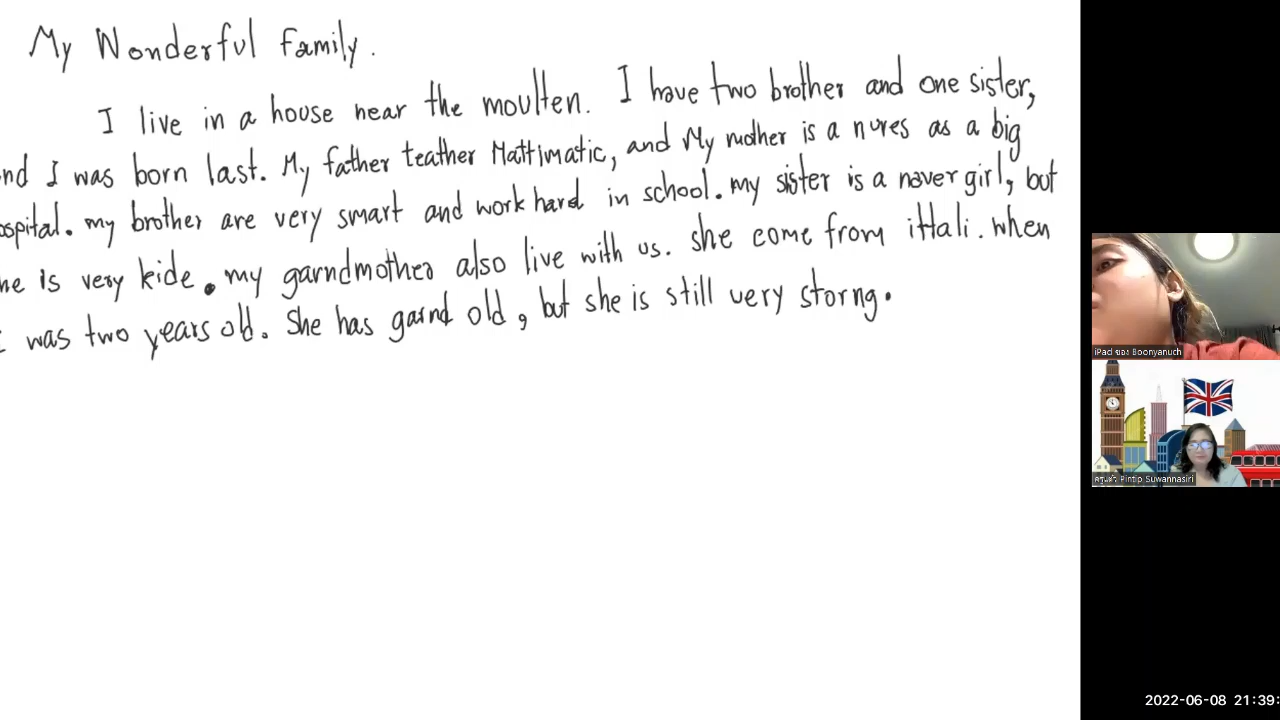 My Wonderful family.
I live in a house near the moulten. I have two brother and one sister,
nd I was born last. My father teather Mattimatic, and My mother is a nures as a big
ospital. my brother are very smart and work hard in school. my sister is a naver girl, but
he is very kide. my garndmother also live with us. she come from ittali. when
I was two years old. She has garnd old, but she is still very storng.
iPad ของ Boonyanuch
Pintip Suwannasiri
2022-06-08 21:39: